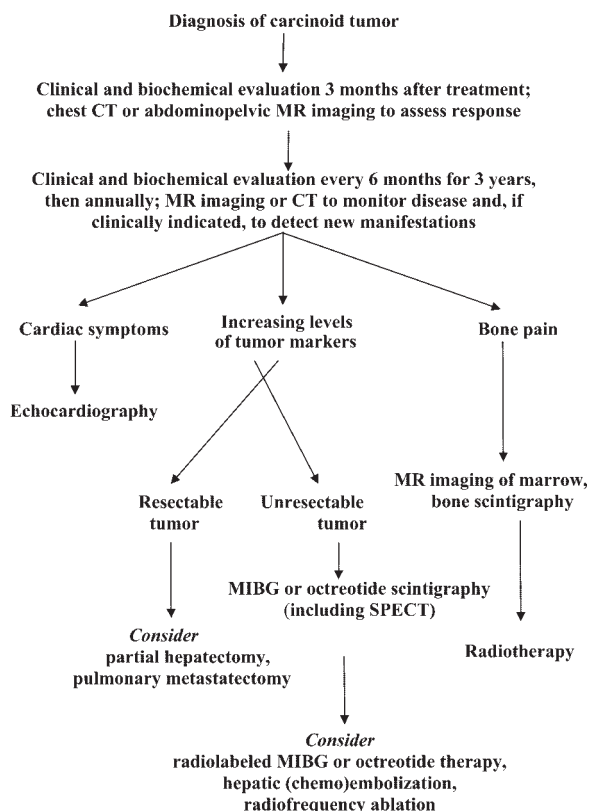 Diagnosis of carcinoid tumor
Clinical and biochemical evaluation 3 months after treatment;
chest CT or abdominopelvic MR imaging to assess response
Clinical and biochemical evaluation every 6 months for 3 years,
then annually; MR imaging or CT to monitor disease and, if
clinically indicated, to detect new manifestations
Cardiac symptoms
Echocardiography
Increasing levels
of tumor markers
Bone pain
MR imaging of marrow,
bone scintigraphy
Resectable
tumor
Unresectable
tumor
MIBG or octreotide scintigraphy
(including SPECT)
Consider
partial hepatectomy,
pulmonary metastatectomy
Radiotherapy
Consider
radiolabeled MIBG or octreotide therapy,
hepatic (chemo)embolization,
radiofrequency ablation